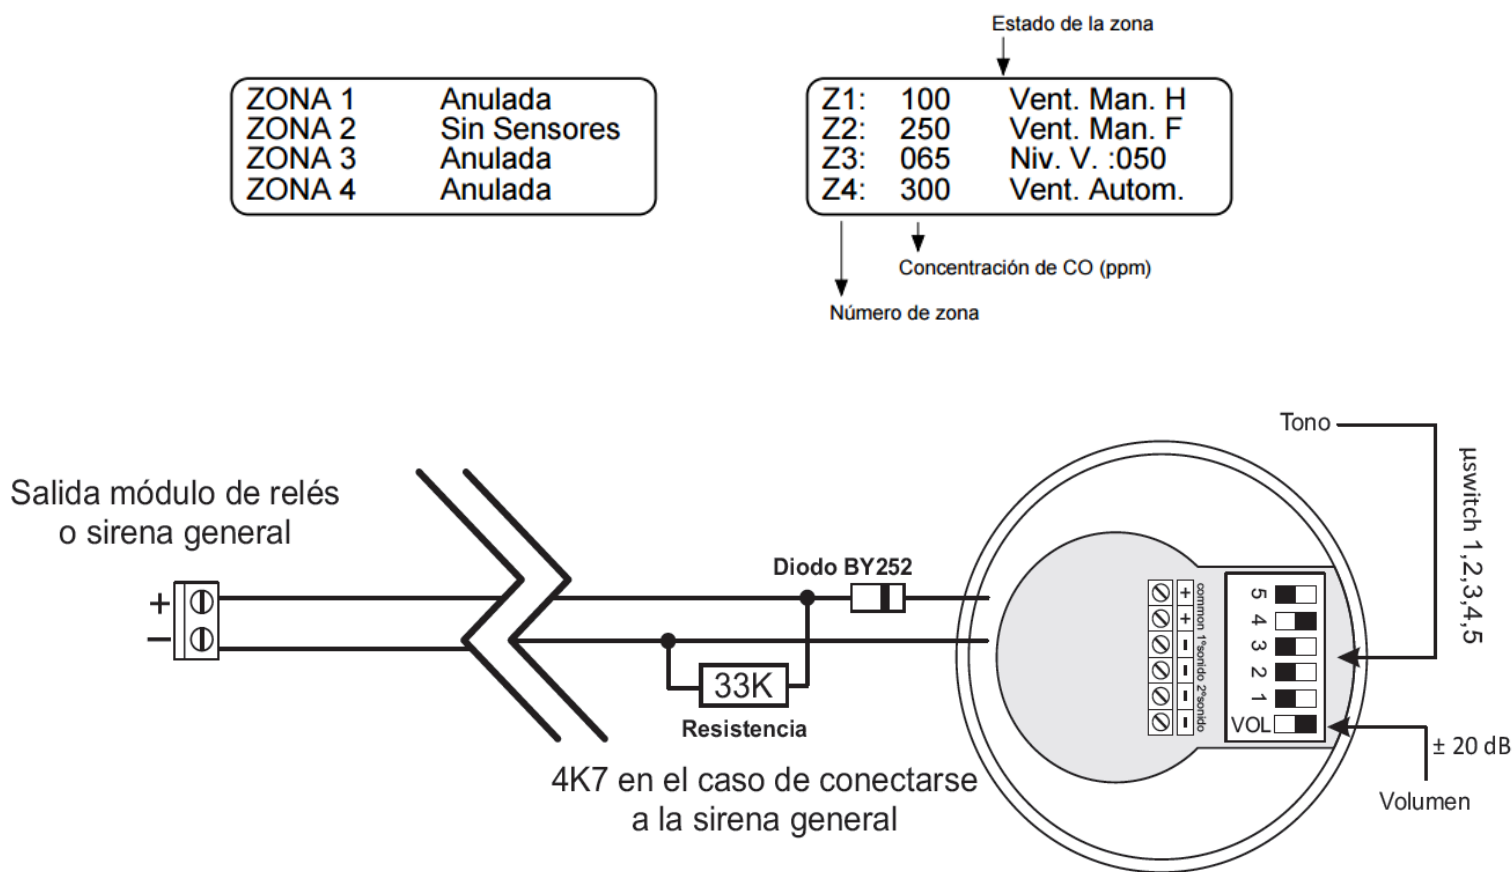 Estado de la zona
ZONA 1 Anulada
ZONA 2 Sin Sensores
ZONA 3 Anulada
ZONA 4 Anulada
Z1: 100 Vent. Man. H
Z2: 250 Vent. Man. F
Z3: 065 Niv. V. :050
Z4: 300 Vent. Autom.
Concentración de CO (ppm)
Número de zona
Tono
µswitch 1,2,3,4,5
Salida módulo de relés
o sirena general
Diodo BY252
+
−
33K
Resistencia
4K7 en el caso de conectarse
a la sirena general
+
+
-
-
-
-
common 1ºsonido 2ºsonido
5
4
3
2
1
VOL
± 20 dB
Volumen